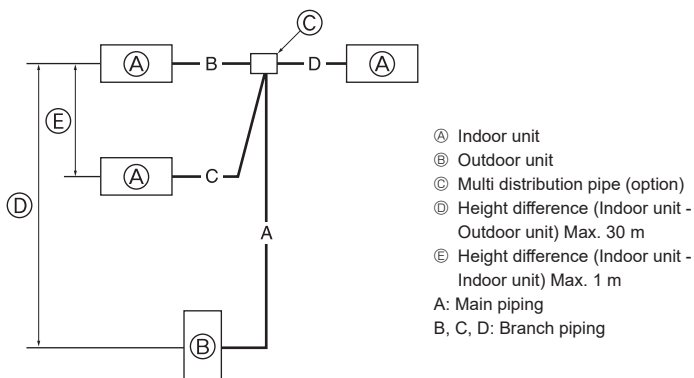 Ⓒ
Ⓐ B D Ⓐ
Ⓔ
Ⓐ C
Ⓓ
A
Ⓑ
Ⓐ Indoor unit
Ⓑ Outdoor unit
Ⓒ Multi distribution pipe (option)
Ⓓ Height difference (Indoor unit -
Outdoor unit) Max. 30 m
Ⓔ Height difference (Indoor unit -
Indoor unit) Max. 1 m
A: Main piping
B, C, D: Branch piping